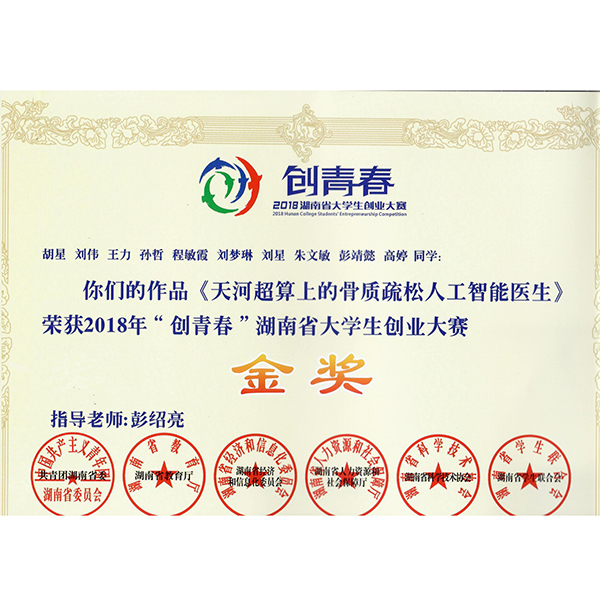 创青春
2018湖南省大学生创业大赛
2018 Hunan College Students' Entrepreneurship Competition
胡星 刘伟 王力 孙哲 程敏霞 刘梦琳 刘星 朱文敏 彭靖懿 高婷 同学:
你们的作品《天河超算上的骨质疏松人工智能医生》
荣获2018年“创青春”湖南省大学生创业大赛
金奖
指导老师:彭绍亮
中国共产主义青年团
共青团湖南省委
湖南省委员会
湖南省教育厅
湖南省教育厅
湖南省经济和信息化委员会
湖南省经济
和信息化委员会
湖南省人力资源和社会保障厅
湖南省人力资源和
社会保障厅
湖南省科学技术协会
湖南省科学技术协会
湖南省学生联合会
湖南省学生联合会